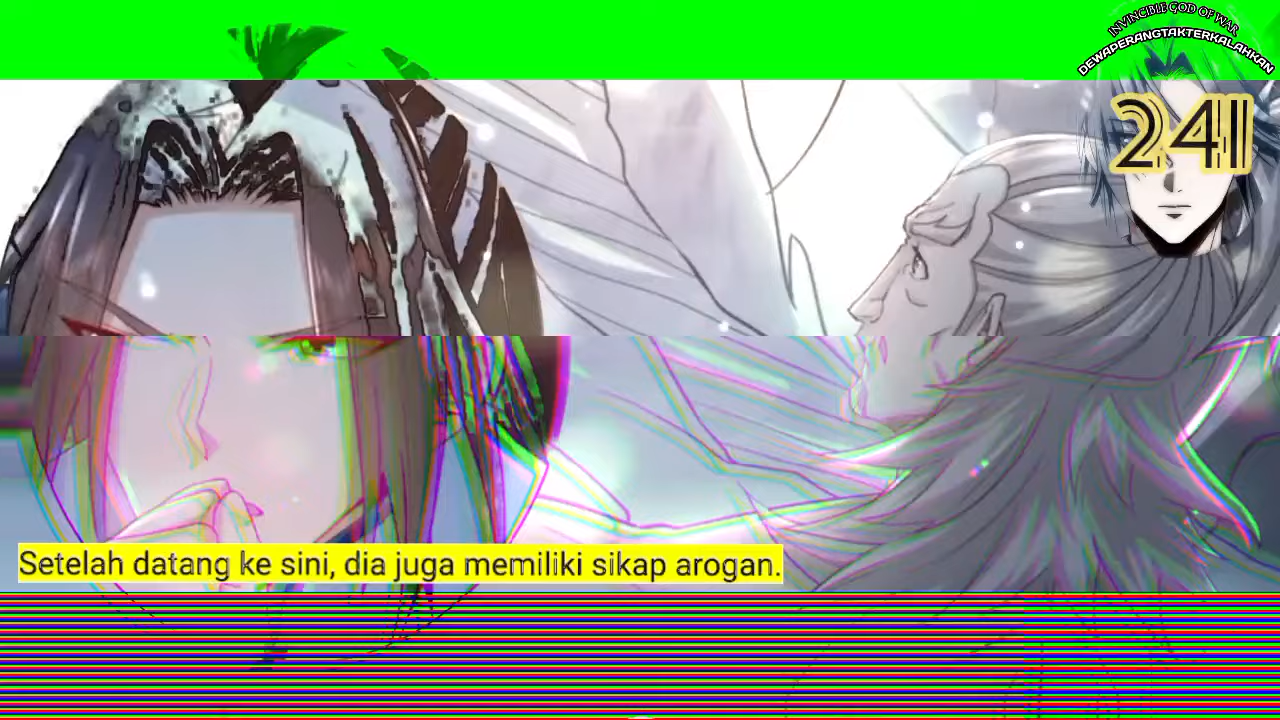 INVINCIBLE GOD OF WAR
DEWAPERANGTAKTERKALAHKAN
241
Setelah datang ke sini, dia juga memiliki sikap arogan.